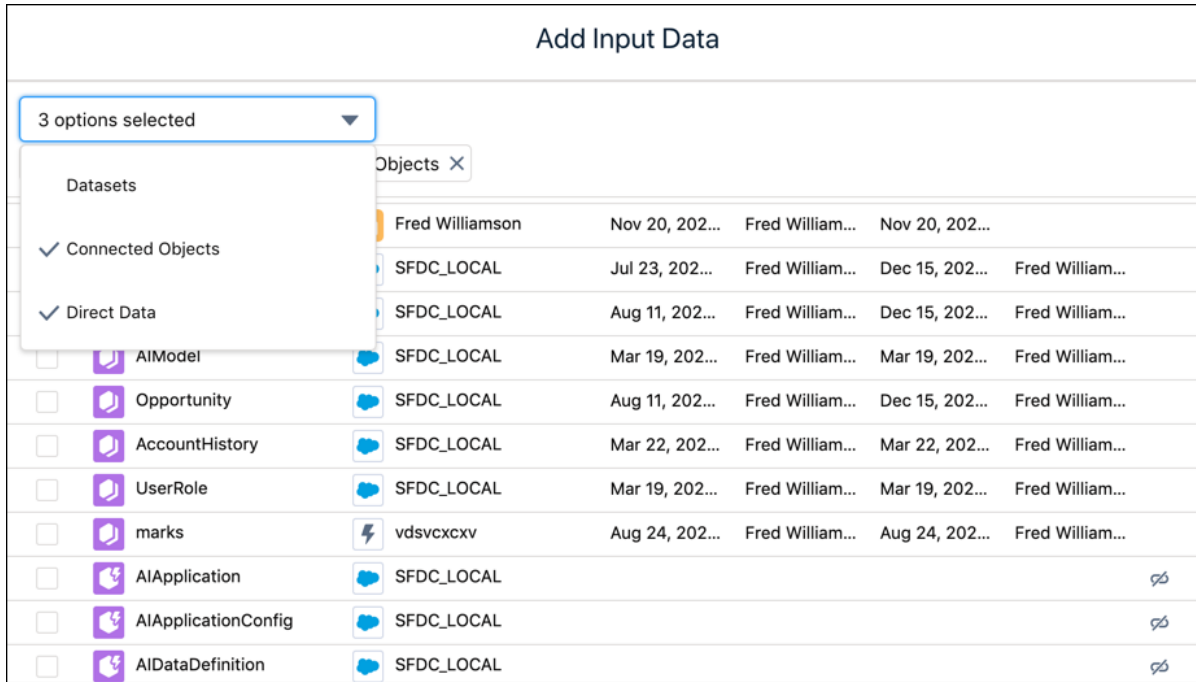 Add Input Data
3 options selected
Objects
Datasets
Connected Objects
Direct Data
Fred Williamson Nov 20, 202... Fred William... Nov 20, 202...
SFDC_LOCAL Jul 23, 202... Fred William... Dec 15, 202... Fred William...
SFDC_LOCAL Aug 11, 202... Fred William... Dec 15, 202... Fred William...
AIModel SFDC_LOCAL Mar 19, 202... Fred William... Mar 19, 202... Fred William...
Opportunity SFDC_LOCAL Aug 11, 202... Fred William... Dec 15, 202... Fred William...
AccountHistory SFDC_LOCAL Mar 22, 202... Fred William... Mar 22, 202... Fred William...
UserRole SFDC_LOCAL Mar 19, 202... Fred William... Mar 19, 202... Fred William...
marks vdsvcxcxv Aug 24, 202... Fred William... Aug 24, 202... Fred William...
AIApplication SFDC_LOCAL
AIApplicationConfig SFDC_LOCAL
AIDataDefinition SFDC_LOCAL